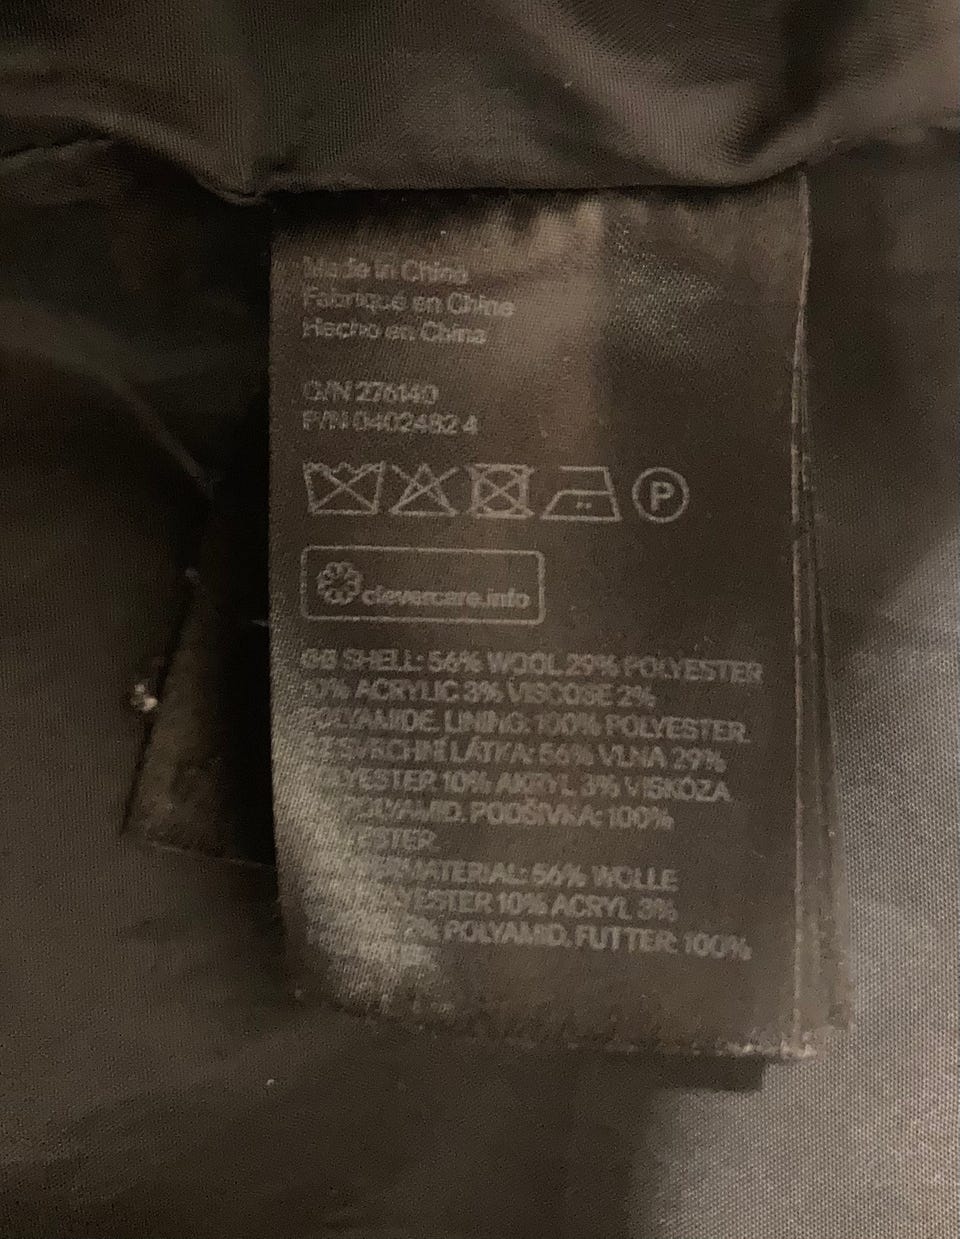 Made in China
Fabriqué en China
Hecho en China
O/N 276140
P/N 0402482 4
P
clevercare.info
GB SHELL: 56% WOOL 29% POLYESTER
10% ACRYLIC 3% VISCOSE 2%
POLYAMIDE. LINING: 100% POLYESTER.
SVRCHNÍ LÁTKA: 56% VLNA 29%
POLYESTER 10% AKRYL 3% VISKÓZA
POLYAMID. PODŠÍVKA: 100%
POLYESTER.
MATERIAL: 56% WOLLE
POLYESTER 10% ACRYL 3%
2% POLYAMID. FUTTER: 100%